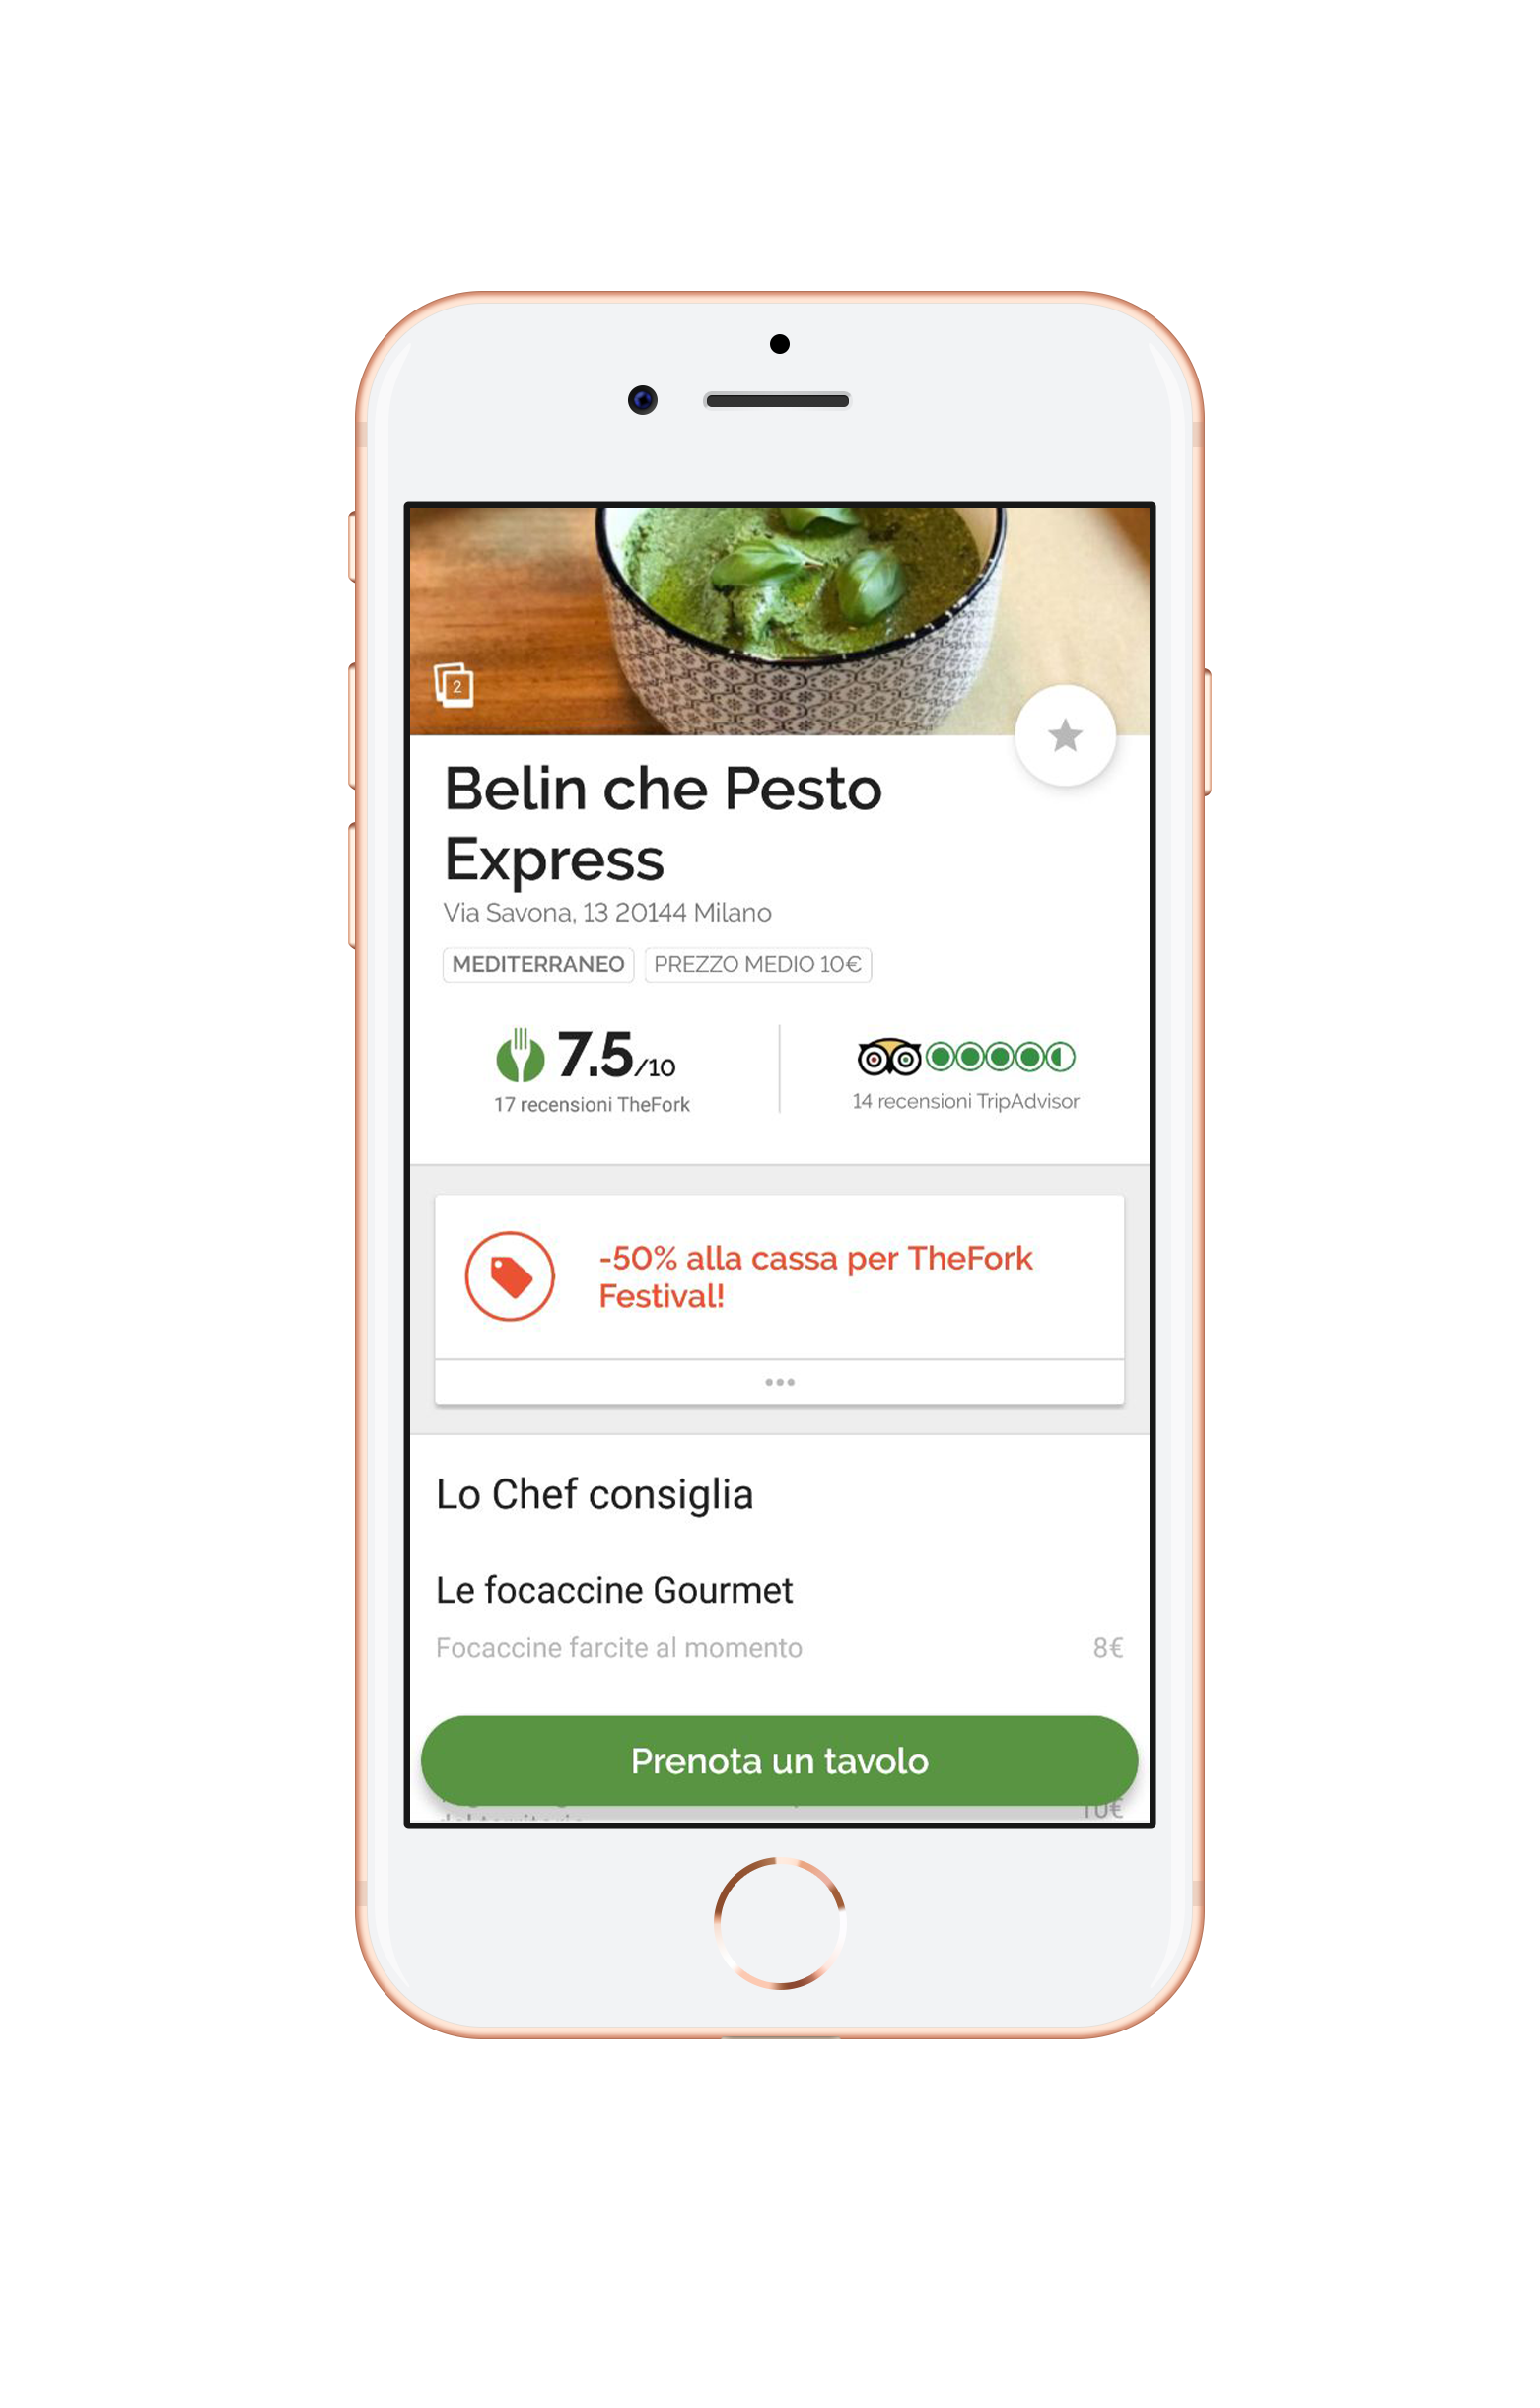 2
Belin che Pesto
Express
Via Savona, 13 20144 Milano
MEDITERRANEO PREZZO MEDIO 10€
7.5/10
17 recensioni TheFork
14 recensioni TripAdvisor
-50% alla cassa per TheFork
Festival!
Lo Chef consiglia
Le focaccine Gourmet
Focaccine farcite al momento 8€
Prenota un tavolo
10€